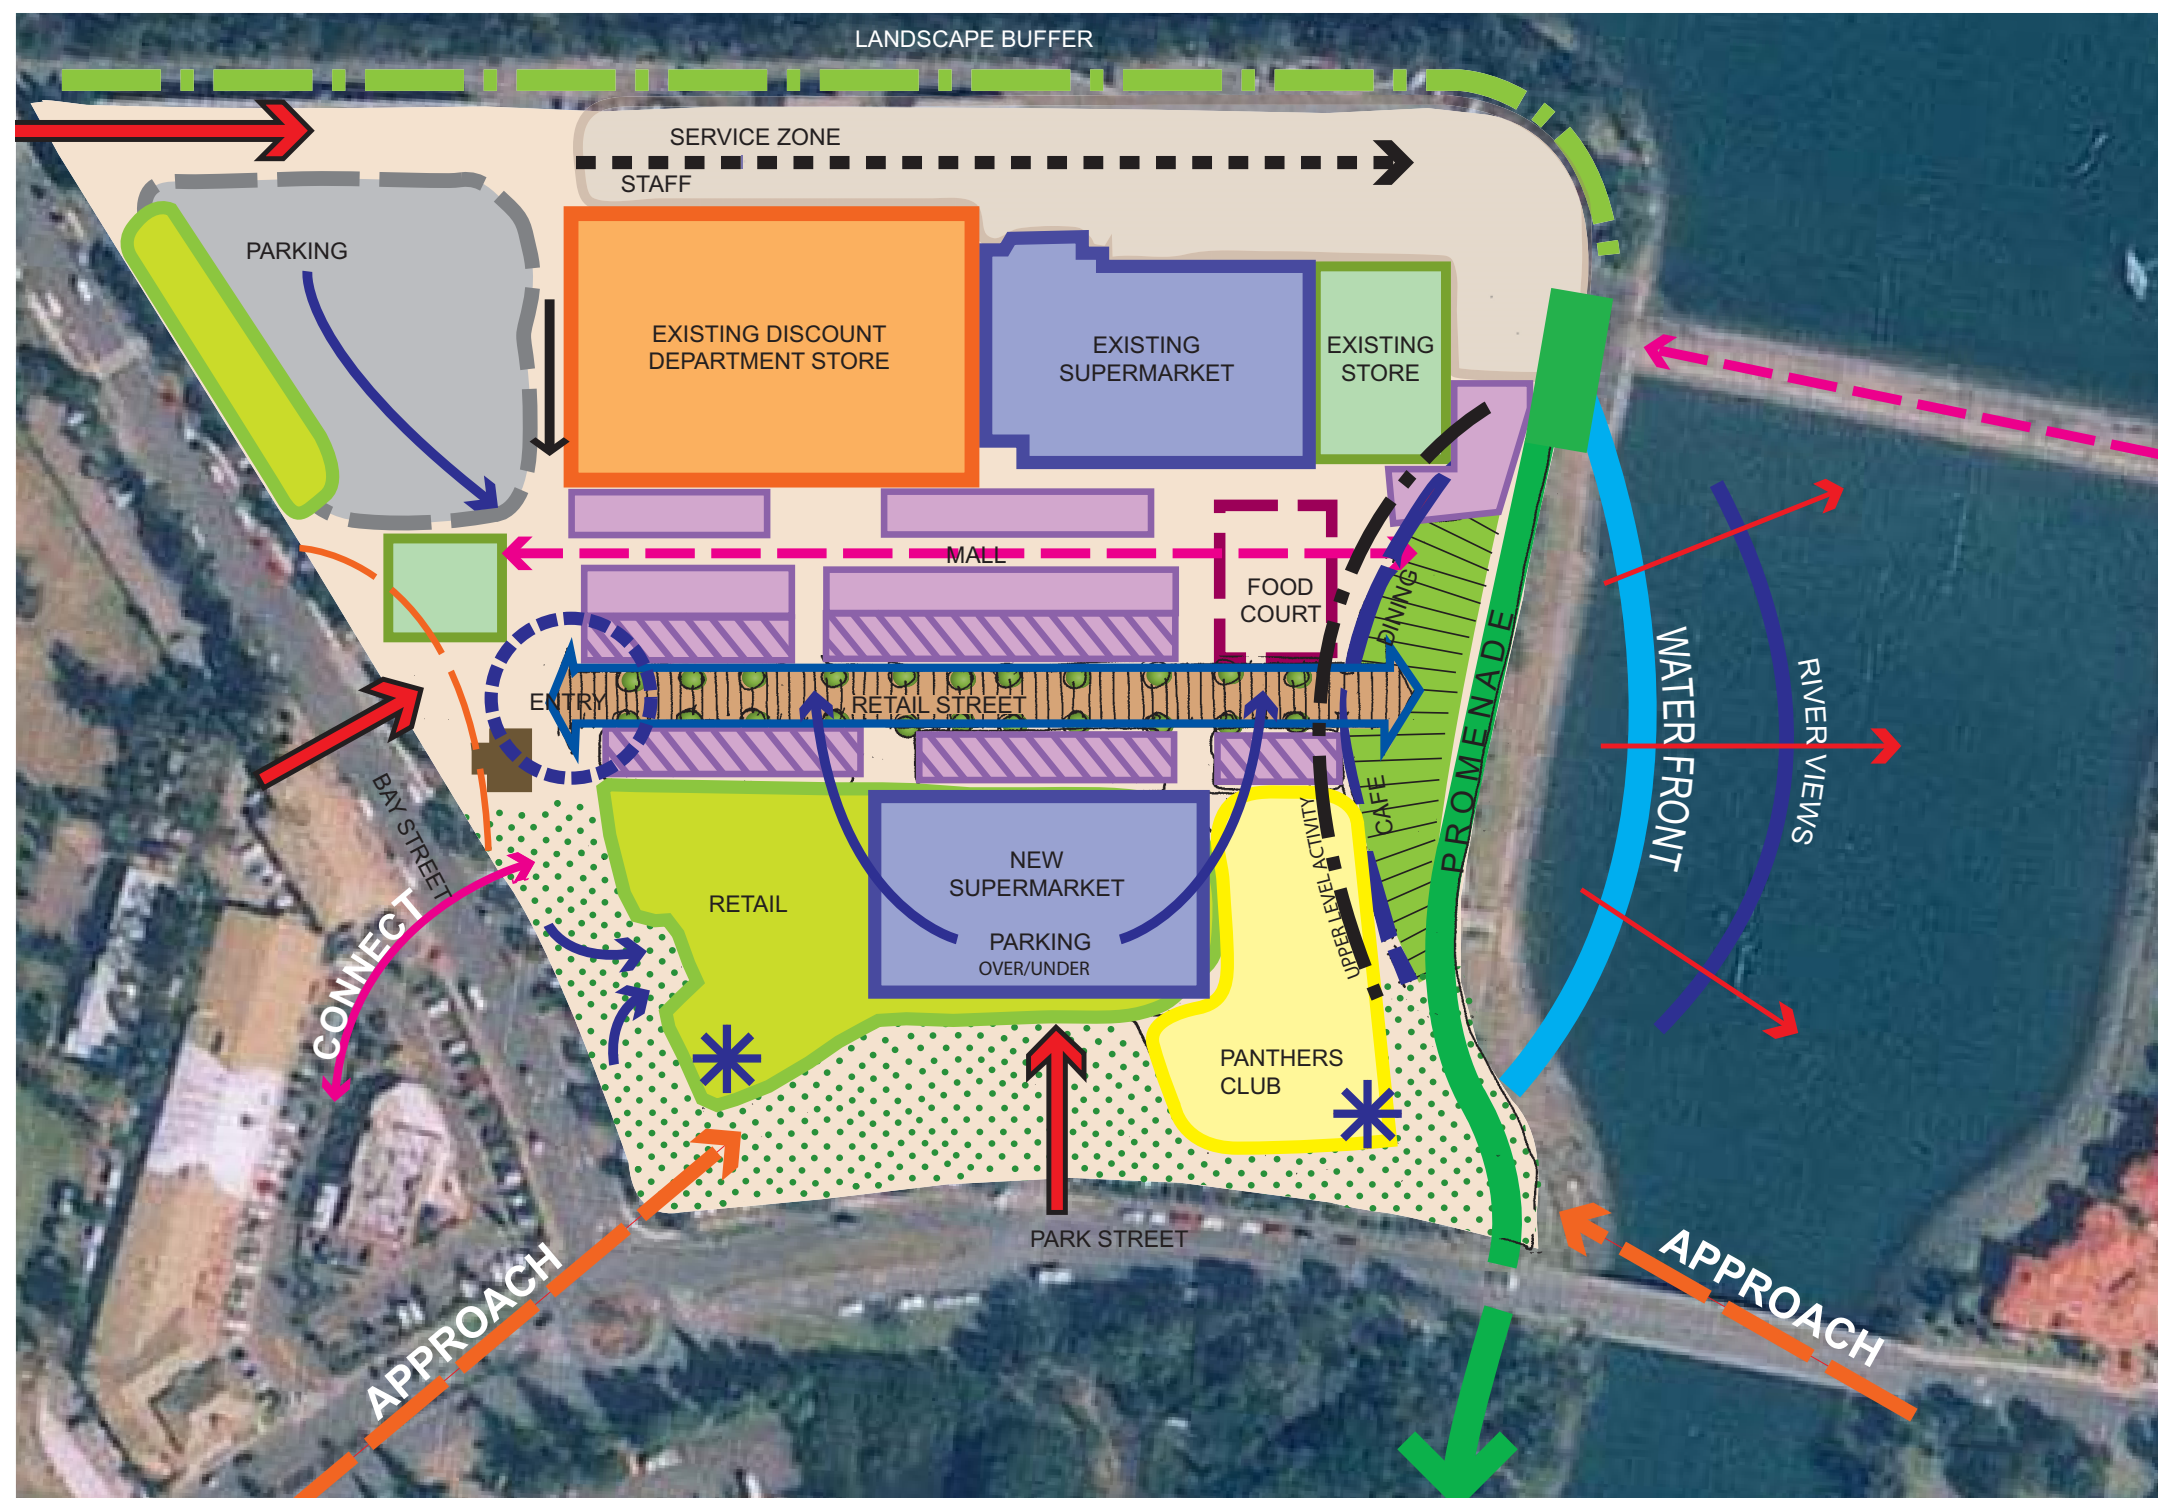 LANDSCAPE BUFFER
SERVICE ZONE
STAFF
PARKING
EXISTING DISCOUNT
DEPARTMENT STORE
EXISTING
SUPERMARKET
EXISTING
STORE
MALL
FOOD
COURT
DINING
ENTRY
RETAIL STREET
PROMENADE
WATER FRONT
RIVER VIEWS
BAY STREET
CAFE
UPPER LEVEL ACTIVITY
CONNECT
RETAIL
NEW
SUPERMARKET
PARKING
OVER/UNDER
PANTHERS
CLUB
PARK STREET
APPROACH
APPROACH